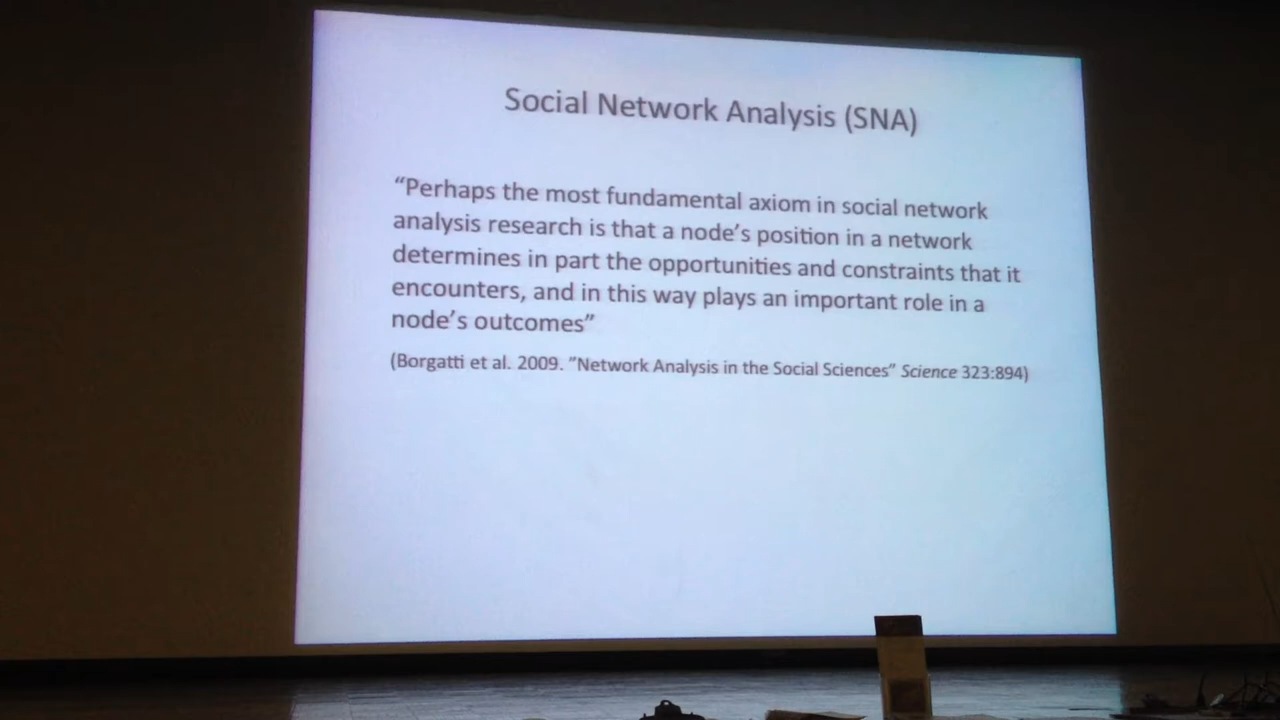 Social Network Analysis (SNA)
“Perhaps the most fundamental axiom in social network
analysis research is that a node’s position in a network
determines in part the opportunities and constraints that it
encounters, and in this way plays an important role in a
node’s outcomes”
(Borgatti et al. 2009. ”Network Analysis in the Social Sciences” Science 323:894)